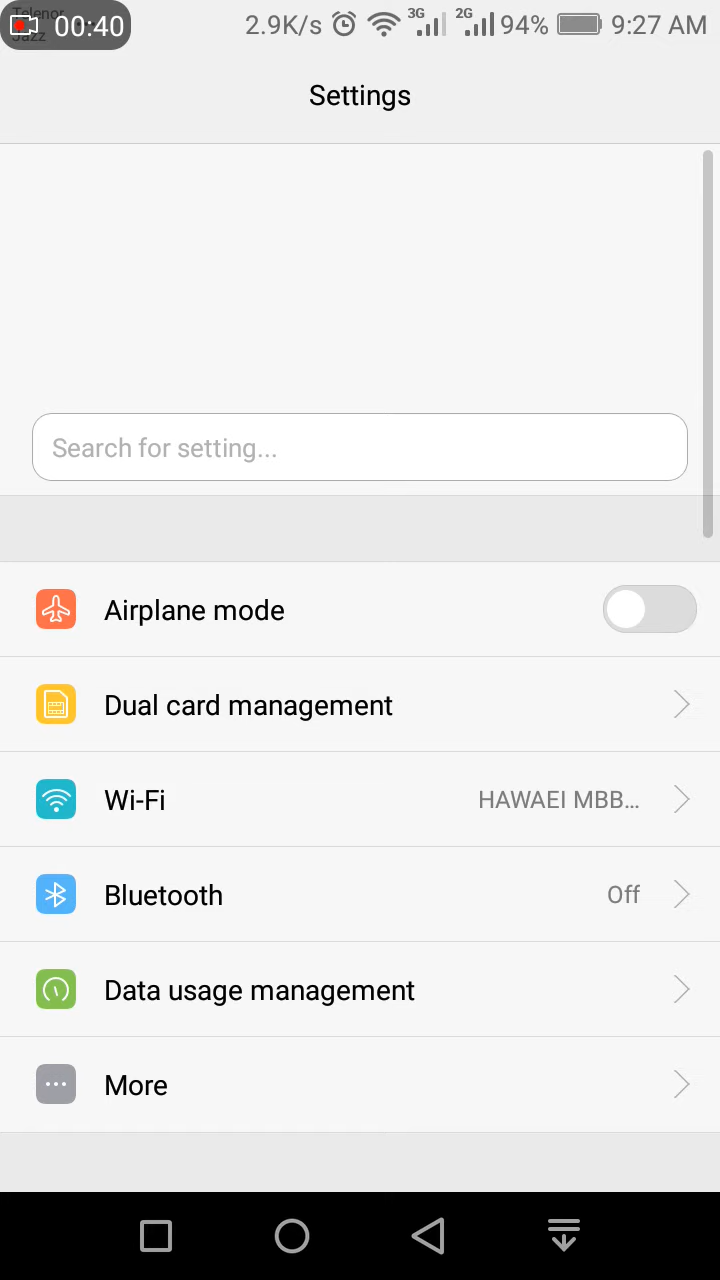 Telenor
Jazz
00:40
2.9K/s 3G 2G 94% 9:27 AM
Settings
Search for setting...
Airplane mode
Dual card management
Wi-Fi HAWAEI MBB...
Bluetooth Off
Data usage management
More